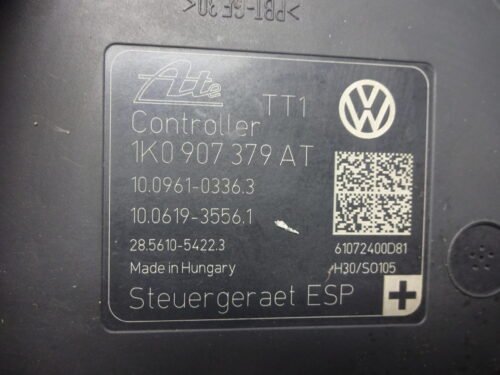 >PBT-GF30<
Ate
TT1
Controller
1K0 907 379 AT
10.0961-0336.3
10.0619-3556.1
28.5610-5422.3
61072400D81
Made in Hungary
H30/SO105
Steuergeraet ESP